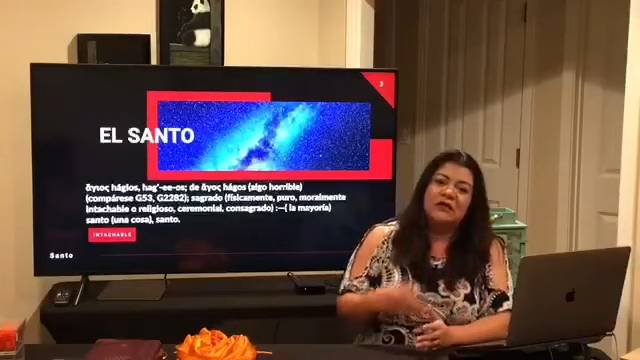 3
EL SANTO
ἅγιος hágios, hag'-ee-os; de ἅγος hágos (algo horrible)
(compárese G53, G2282); sagrado (físicamente, puro, moralmente
intachable o religioso, ceremonial, consagrado) :—( la mayoría)
santo (una cosa), santo.
INTACHABLE
Santo